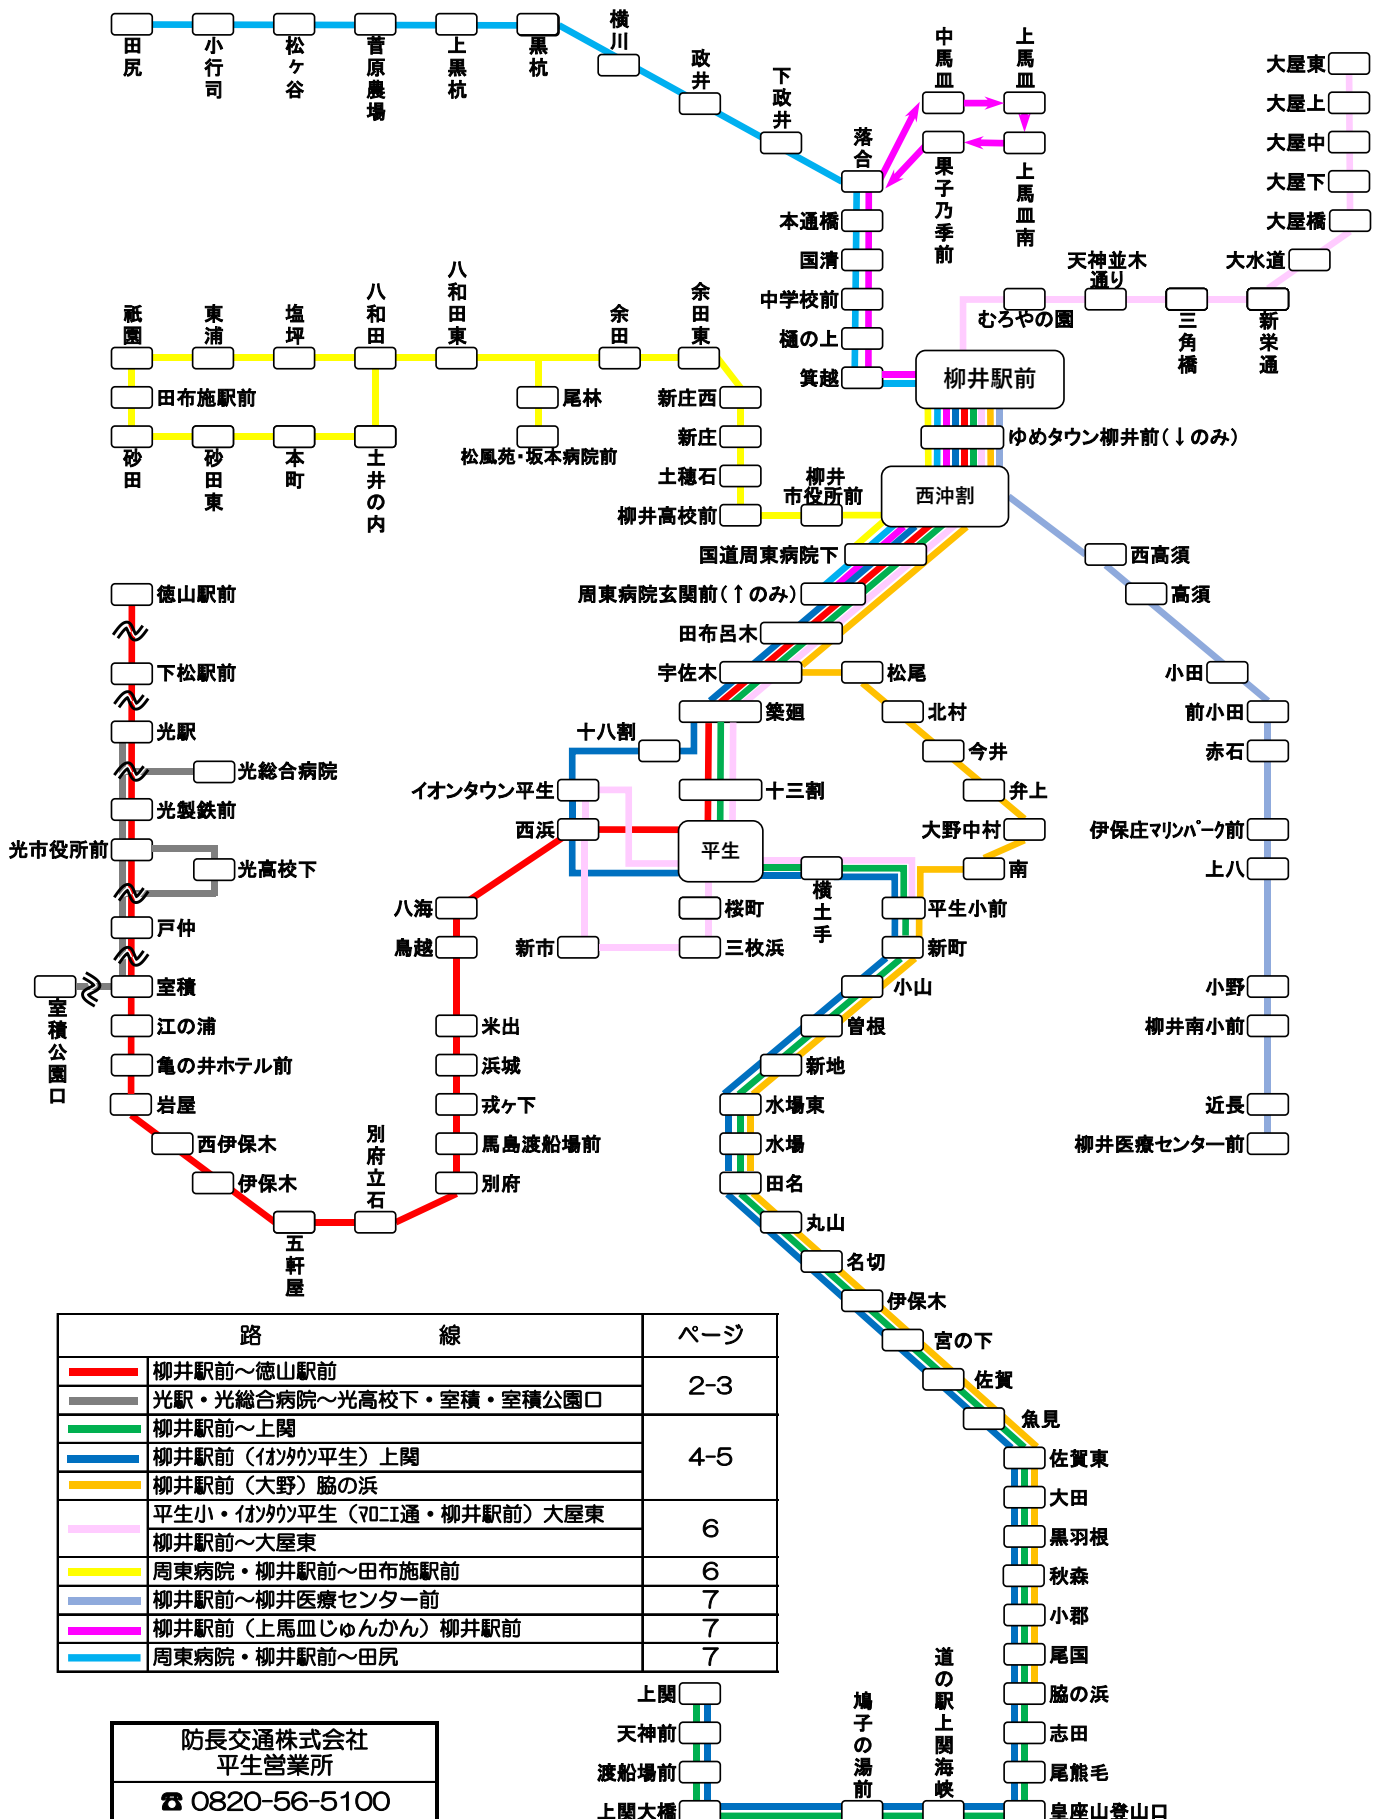 田尻
小行司
松ヶ谷
菅原農場
上黒杭
黒杭
横川
政井
下政井
落合
中馬皿
上馬皿
上馬皿南
果子乃季前
本通橋
国清
中学校前
樋の上
箕越
大屋東
大屋上
大屋中
大屋下
大屋橋
大水道
新栄通
三角橋
天神並木
通り
むろやの園
柳井駅前
ゆめタウン柳井前(↓のみ)
西沖割
祇園
東浦
塩坪
八和田
八和田東
余田
余田東
田布施駅前
砂田
砂田東
本町
土井の内
尾林
松風苑・坂本病院前
新庄西
新庄
土穂石
柳井高校前
柳井
市役所前
国道周東病院下
周東病院玄関前(↑のみ)
田布呂木
宇佐木
築廻
西高須
高須
小田
前小田
赤石
伊保庄マリンパーク前
上八
小野
柳井南小前
近長
柳井医療センター前
徳山駅前
下松駅前
光駅
光総合病院
光製鉄前
光市役所前
光高校下
戸仲
室積
室積公園口
江の浦
亀の井ホテル前
岩屋
西伊保木
伊保木
五軒屋
別府立石
別府
馬島渡船場前
戎ヶ下
浜城
米出
鳥越
八海
西浜
イオンタウン平生
十八割
十三割
平生
桜町
三枚浜
新市
横土手
松尾
北村
今井
弁上
大野中村
南
平生小前
新町
小山
曽根
新地
水場東
水場
田名
丸山
名切
伊保木
宮の下
佐賀
魚見
佐賀東
大田
黒羽根
秋森
小郡
尾国
脇の浜
志田
尾熊毛
皇座山登山口
道の駅上関海峡
鳩子の湯前
上関
天神前
渡船場前
上関大橋
路 線 ページ
柳井駅前～徳山駅前 2-3
光駅・光総合病院～光高校下・室積・室積公園口
柳井駅前～上関 4-5
柳井駅前（ｲｵﾝﾀｳﾝ平生）上関
柳井駅前（大野）脇の浜
平生小・ｲｵﾝﾀｳﾝ平生（ﾏﾛﾆｴ通・柳井駅前）大屋東 6
柳井駅前～大屋東
周東病院・柳井駅前～田布施駅前 6
柳井駅前～柳井医療センター前 7
柳井駅前（上馬皿じゅんかん）柳井駅前 7
周東病院・柳井駅前～田尻 7
防長交通株式会社
平生営業所
☎ 0820-56-5100